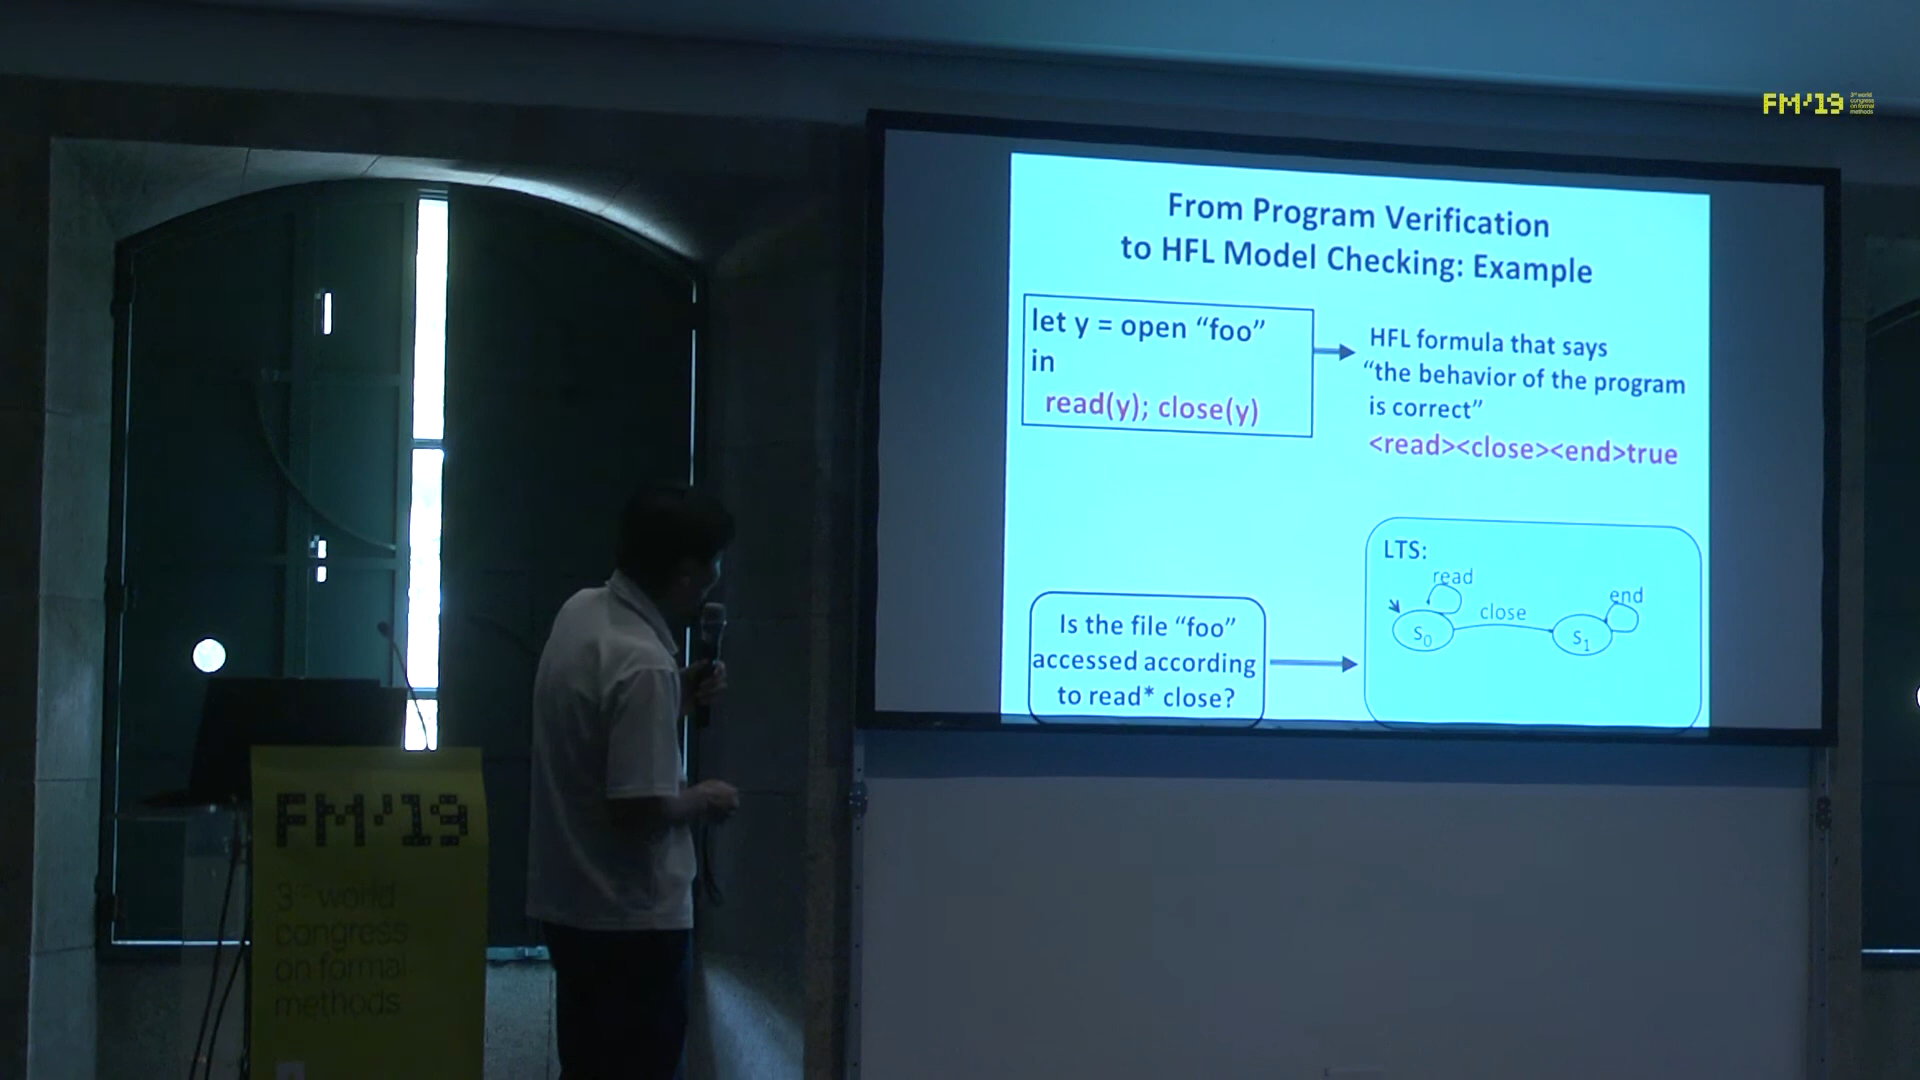 FM'19
3rd world
congress
on formal
methods
From Program Verification
to HFL Model Checking: Example
let y = open “foo”
in
read(y); close(y)
HFL formula that says
“the behavior of the program
is correct”
<read><close><end>true
Is the file “foo”
accessed according
to read* close?
LTS:
read
close
end
S0
S1
FM'19
3rd world
congress
on formal
methods